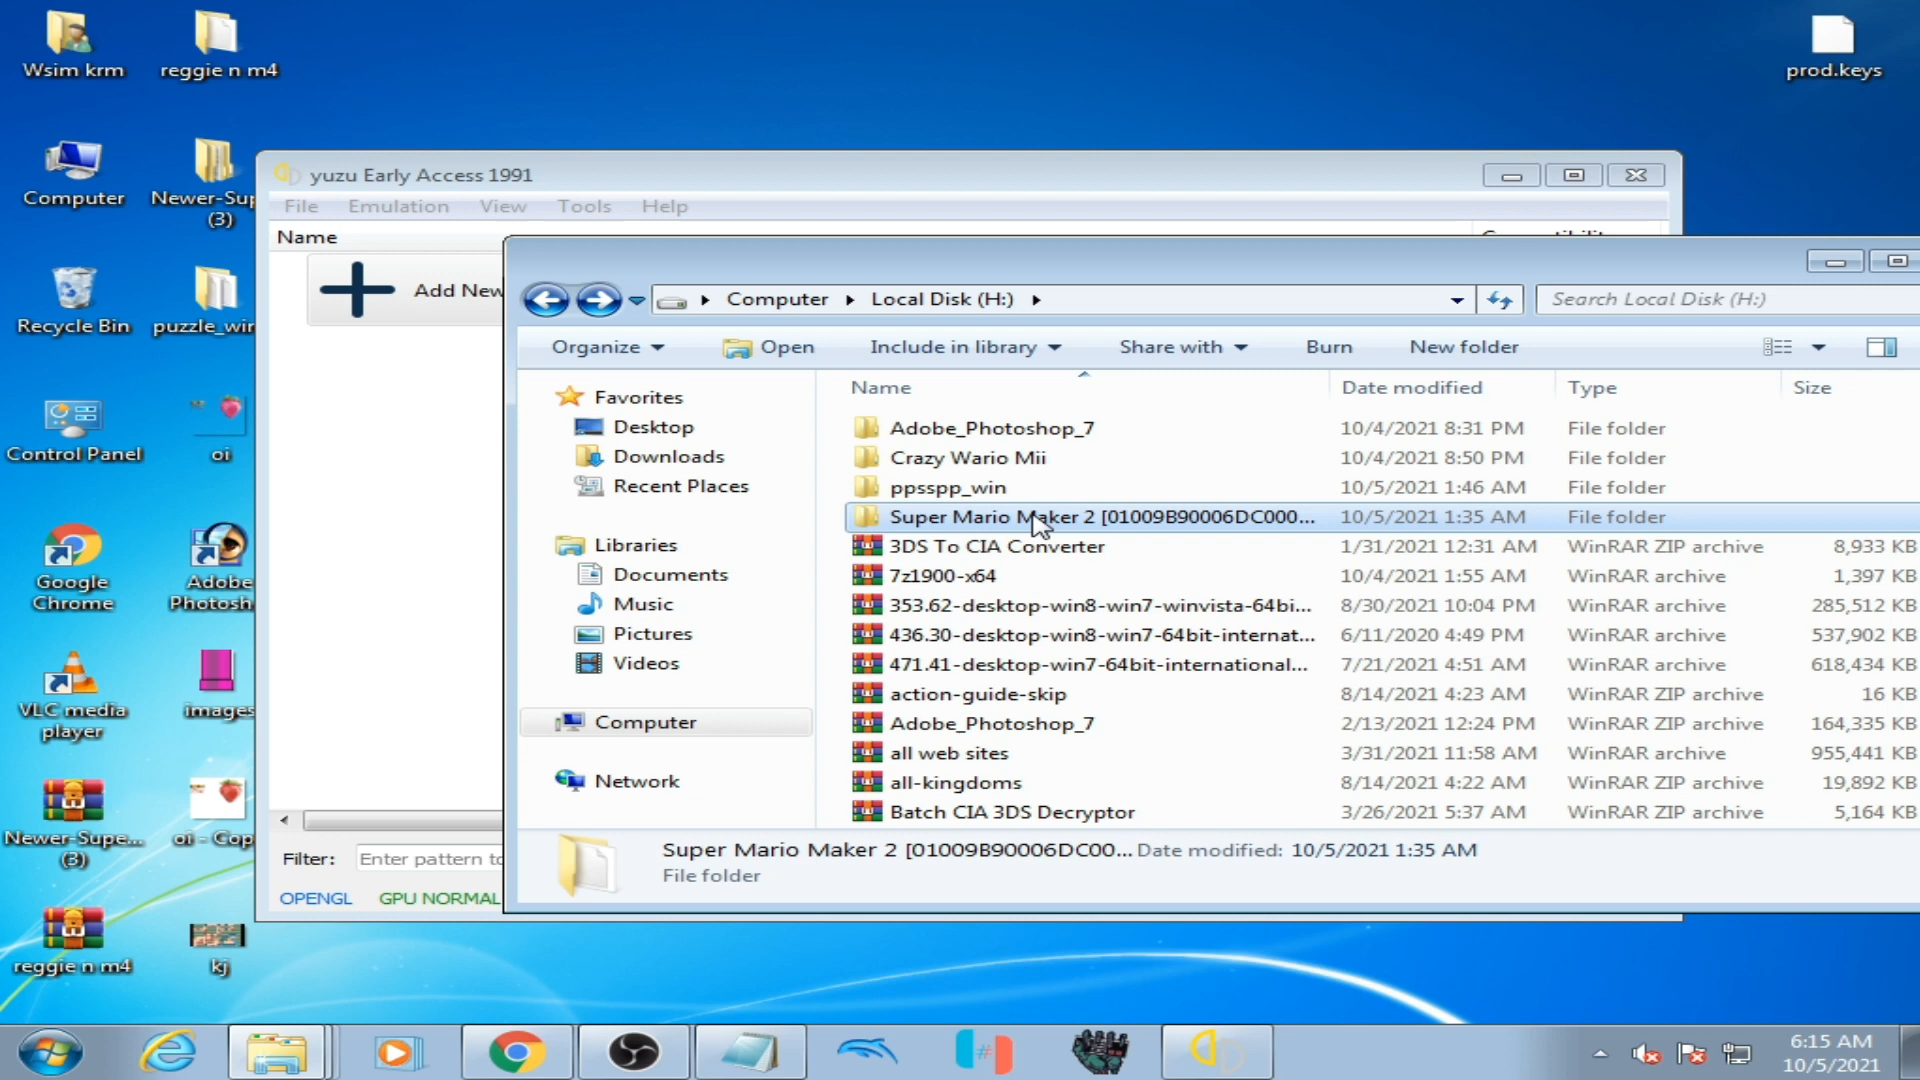 Wsim krm
reggie n m4
prod.keys
Computer
Newer-Sup
(3)
Recycle Bin
puzzle_win
Control Panel
oi
Google
Chrome
Adobe
Photosh
VLC media
player
images
Newer-Supe...
(3)
oi - Cop
reggie n m4
kj
yuzu Early Access 1991
File Emulation View Tools Help
Name
Add New
Filter: Enter pattern to
OPENGL GPU NORMAL
Computer Local Disk (H:)
Search Local Disk (H:)
Organize Open Include in library Share with Burn New folder
Favorites
Desktop
Downloads
Recent Places
Libraries
Documents
Music
Pictures
Videos
Computer
Network
Name Date modified Type Size
Adobe_Photoshop_7 10/4/2021 8:31 PM File folder
Crazy Wario Mii 10/4/2021 8:50 PM File folder
ppsspp_win 10/5/2021 1:46 AM File folder
Super Mario Maker 2 [01009B90006DC000... 10/5/2021 1:35 AM File folder
3DS To CIA Converter 1/31/2021 12:31 AM WinRAR ZIP archive 8,933 KB
7z1900-x64 10/4/2021 1:55 AM WinRAR archive 1,397 KB
353.62-desktop-win8-win7-winvista-64bi... 8/30/2021 10:04 PM WinRAR archive 285,512 KB
436.30-desktop-win8-win7-64bit-internat... 6/11/2020 4:49 PM WinRAR archive 537,902 KB
471.41-desktop-win7-64bit-international... 7/21/2021 4:51 AM WinRAR archive 618,434 KB
action-guide-skip 8/14/2021 4:23 AM WinRAR ZIP archive 16 KB
Adobe_Photoshop_7 2/13/2021 12:24 PM WinRAR ZIP archive 164,335 KB
all web sites 3/31/2021 11:58 AM WinRAR archive 955,441 KB
all-kingdoms 8/14/2021 4:22 AM WinRAR ZIP archive 19,892 KB
Batch CIA 3DS Decryptor 3/26/2021 5:37 AM WinRAR ZIP archive 5,164 KB
Super Mario Maker 2 [01009B90006DC00... Date modified: 10/5/2021 1:35 AM
File folder
6:15 AM
10/5/2021